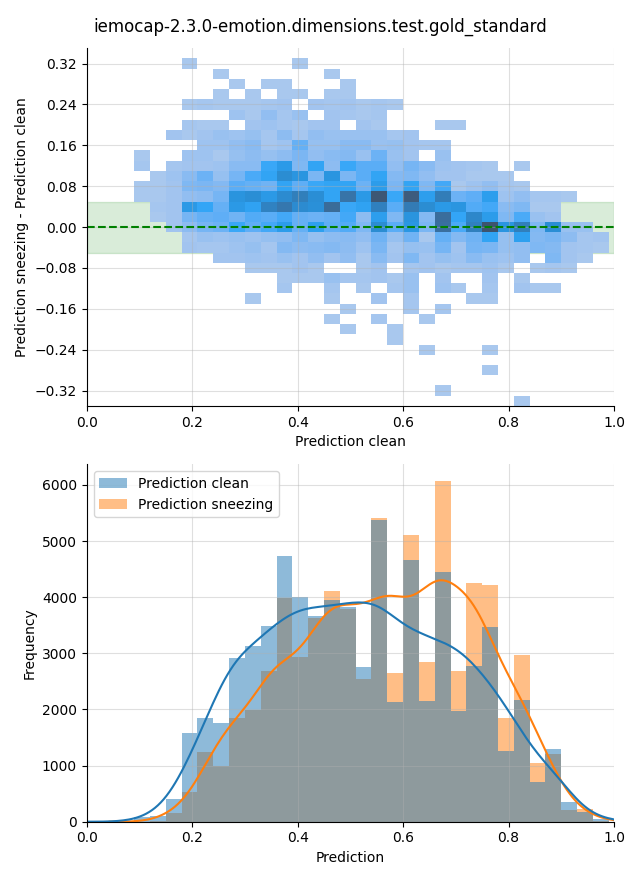 iemocap-2.3.0-emotion.dimensions.test.gold_standard
Prediction sneezing - Prediction clean
0.32
0.24
0.16
0.08
0.00
−0.08
−0.16
−0.24
−0.32
0.0 0.2 0.4 0.6 0.8 1.0
Prediction clean
Prediction clean
Prediction sneezing
Frequency
6000
5000
4000
3000
2000
1000
0
0.0 0.2 0.4 0.6 0.8 1.0
Prediction